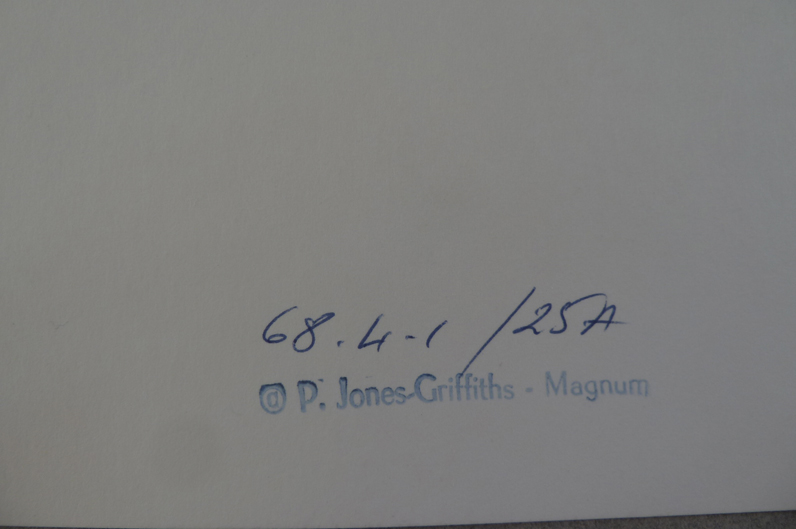 68.4-1 /25A
@ P. Jones-Griffiths - Magnum